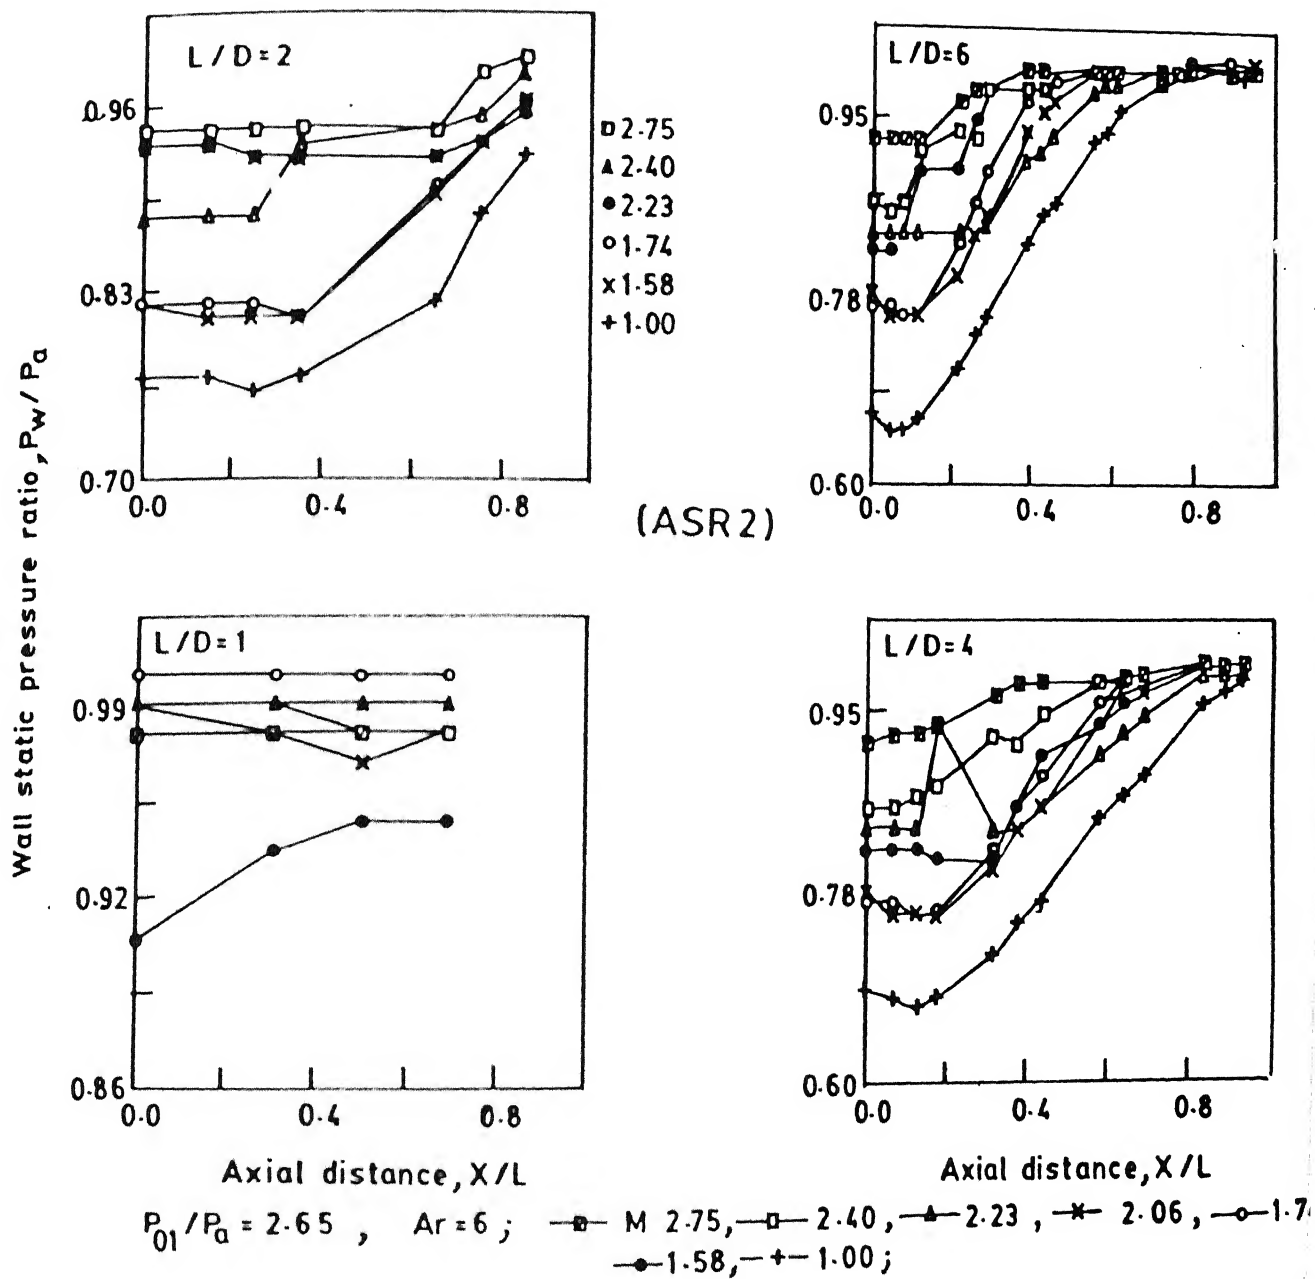 L/D=2
0.96
0.83
0.70
0.0 0.4 0.8
2.75
2.40
2.23
1.74
1.58
1.00
L/D=6
0.95
0.78
0.60
0.0 0.4 0.8
(ASR2)
Wall static pressure ratio, Pw/Pa
L/D=1
0.99
0.92
0.86
0.0 0.4 0.8
L/D=4
0.95
0.78
0.60
0.0 0.4 0.8
Axial distance, X/L
Axial distance, X/L
P01/Pa = 2.65 , Ar=6; M 2.75, 2.40, 2.23, 2.06, 1.7
1.58, 1.00;